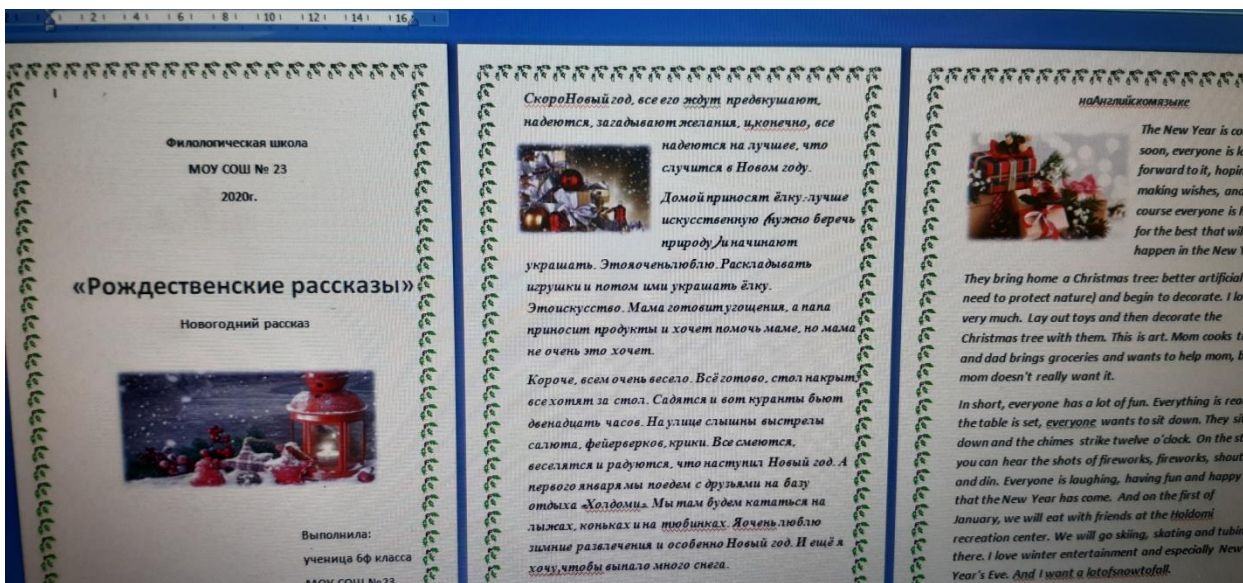 2 4 6 8 10 12 14 16
Филологическая школа
МОУ СОШ № 23
2020г.
«Рождественские рассказы»
Новогодний рассказ
Выполнила:
ученица 6ф класса
МОУ СОШ №23
СкороНовый год, все его ждут предвкушают,
надеются, загадывают желания, и,конечно, все
надеются на лучшее, что
случится в Новом году.
Домой приносят ёлку:-лучше
искусственную (нужно беречь
природу)и начинают
украшать. Этояоченьлюблю. Раскладывать
игрушки и потом ими украшать ёлку.
Этоискусство. Мама готовит угощения, а папа
приносит продукты и хочет помочь маме, но мама
не очень это хочет.
Короче, всем очень весело. Всё готово, стол накрыт,
все хотят за стол. Садятся и вот куранты бьют
двенадцать часов. На улице слышны выстрелы
салюта, фейерверков, крики. Все смеются,
веселятся и радуются, что наступил Новый год. А
первого января мы поедем с друзьями на базу
отдыха «Холдоми». Мы там будем кататься на
лыжах, коньках и на тюбинках. Яочень люблю
зимние развлечения и особенно Новый год. И ещё я
хочу,чтобы выпало много снега.
наАнглийскомязыке
The New Year is co
soon, everyone is lo
forward to it, hopin
making wishes, and
course everyone is h
for the best that wil
happen in the New Y
They bring home a Christmas tree: better artificial
need to protect nature) and begin to decorate. I lo
very much. Lay out toys and then decorate the
Christmas tree with them. This is art. Mom cooks t
and dad brings groceries and wants to help mom, b
mom doesn't really want it.
In short, everyone has a lot of fun. Everything is rea
the table is set, everyone wants to sit down. They si
down and the chimes strike twelve o'clock. On the st
you can hear the shots of fireworks, fireworks, shout
and din. Everyone is laughing, having fun and happy
that the New Year has come. And on the first of
January, we will eat with friends at the Holdomi
recreation center. We will go skiing, skating and tubin
there. I love winter entertainment and especially New
Year's Eve. And I want a lotofsnowtofall.